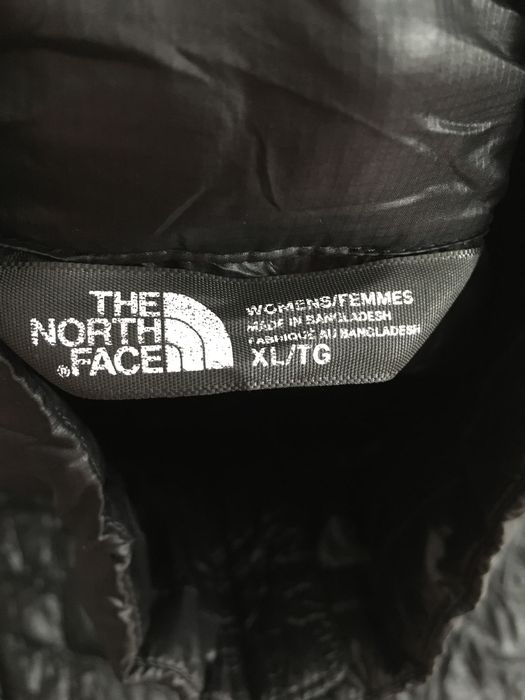 THE
NORTH
®FACE
WOMENS/FEMMES
MADE IN BANGLADESH
FABRIQUE AU BANGLADESH
XL/TG